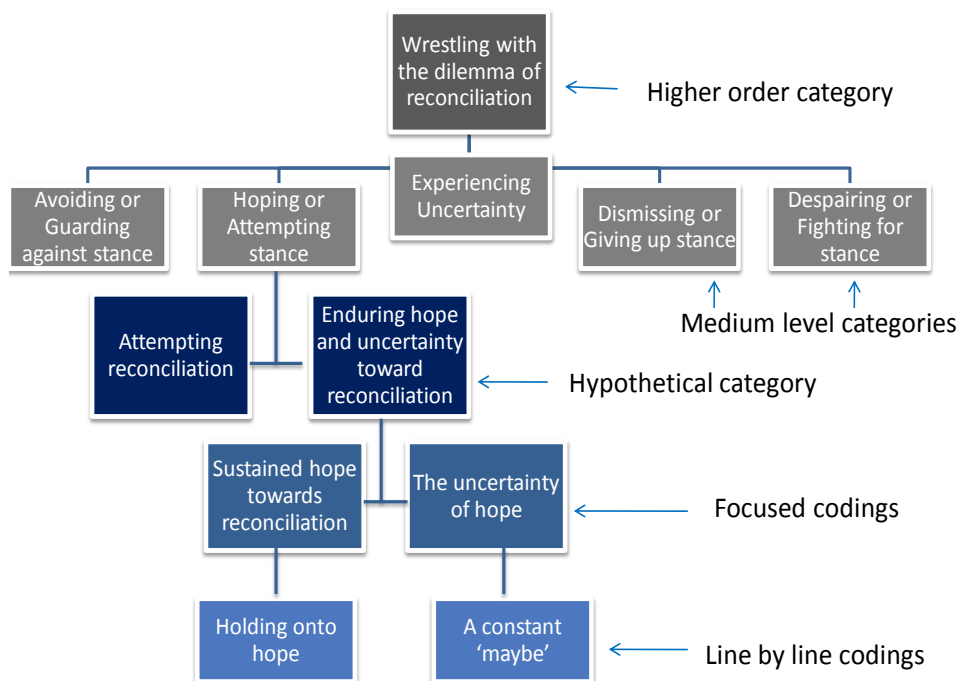 Wrestling with
the dilemma of
reconciliation
Higher order category
Avoiding or
Guarding
against stance
Hoping or
Attempting
stance
Experiencing
Uncertainty
Dismissing or
Giving up stance
Despairing or
Fighting for
stance
Medium level categories
Attempting
reconciliation
Enduring hope
and uncertainty
toward
reconciliation
Hypothetical category
Sustained hope
towards
reconciliation
The uncertainty
of hope
Focused codings
Holding onto
hope
A constant
‘maybe’
Line by line codings